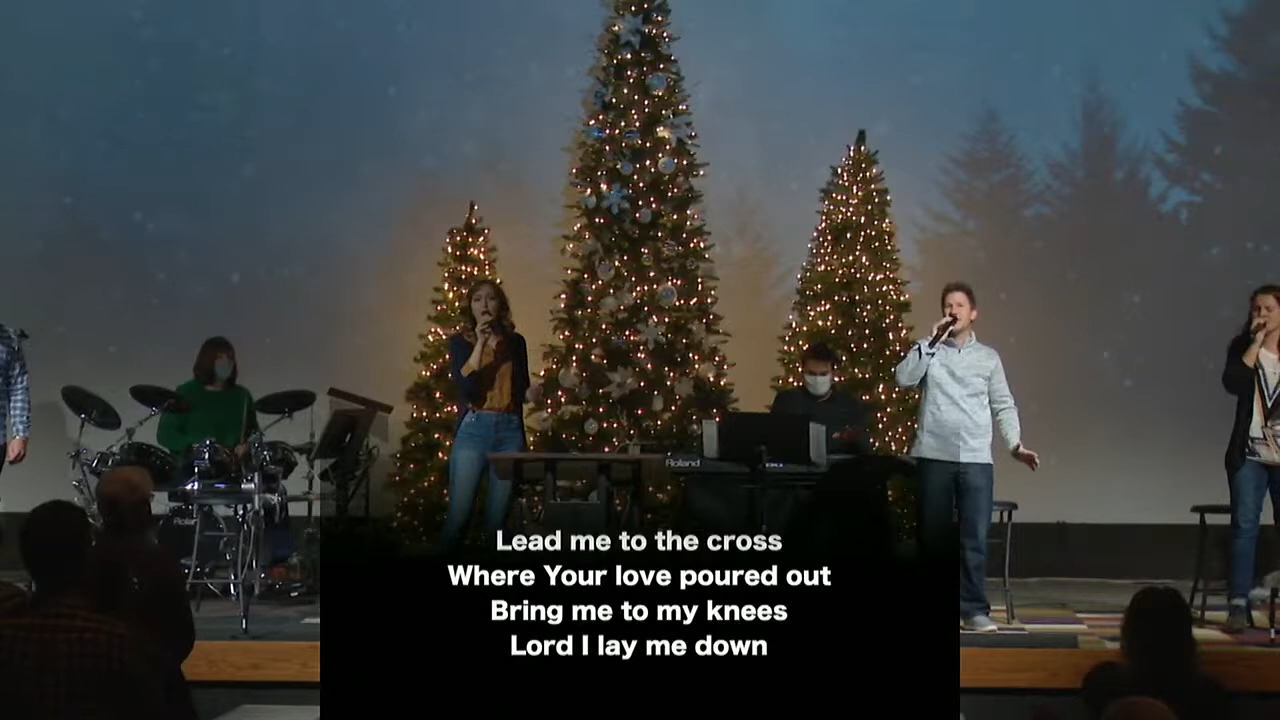 Roland
Lead me to the cross
Where Your love poured out
Bring me to my knees
Lord I lay me down